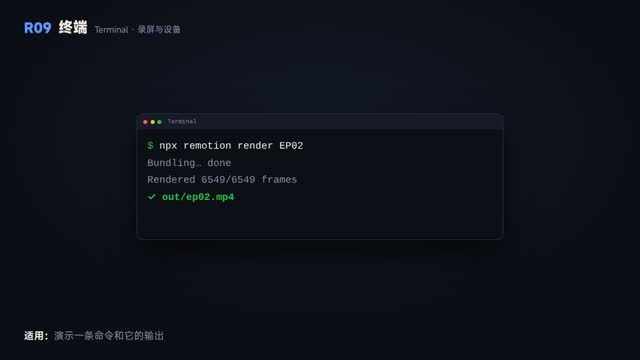 R09 终端 Terminal · 录屏与设备
Terminal
$ npx remotion render EP02
Bundling… done
Rendered 6549/6549 frames
✓ out/ep02.mp4
适用：演示一条命令和它的输出